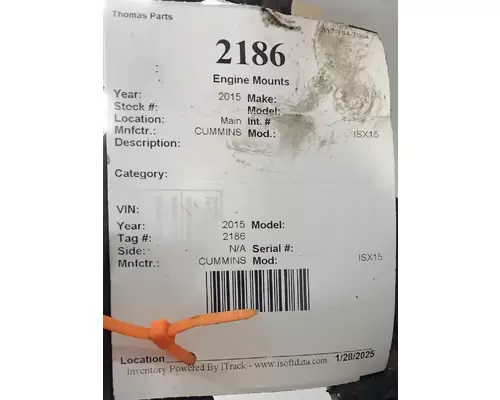 Thomas Parts
2186
Engine Mounts
Year: 2015 Make:
Stock #: Model:
Location: Main Int. #
Mnfctr.: CUMMINS Mod.: ISX15
Description:
Category:
VIN:
Year: 2015 Model:
Tag #: 2186
Side: N/A Serial #:
Mnfctr.: CUMMINS Mod: ISX15
Location
Inventory Powered By ITrack - www.isoftdata.com 1/28/2025